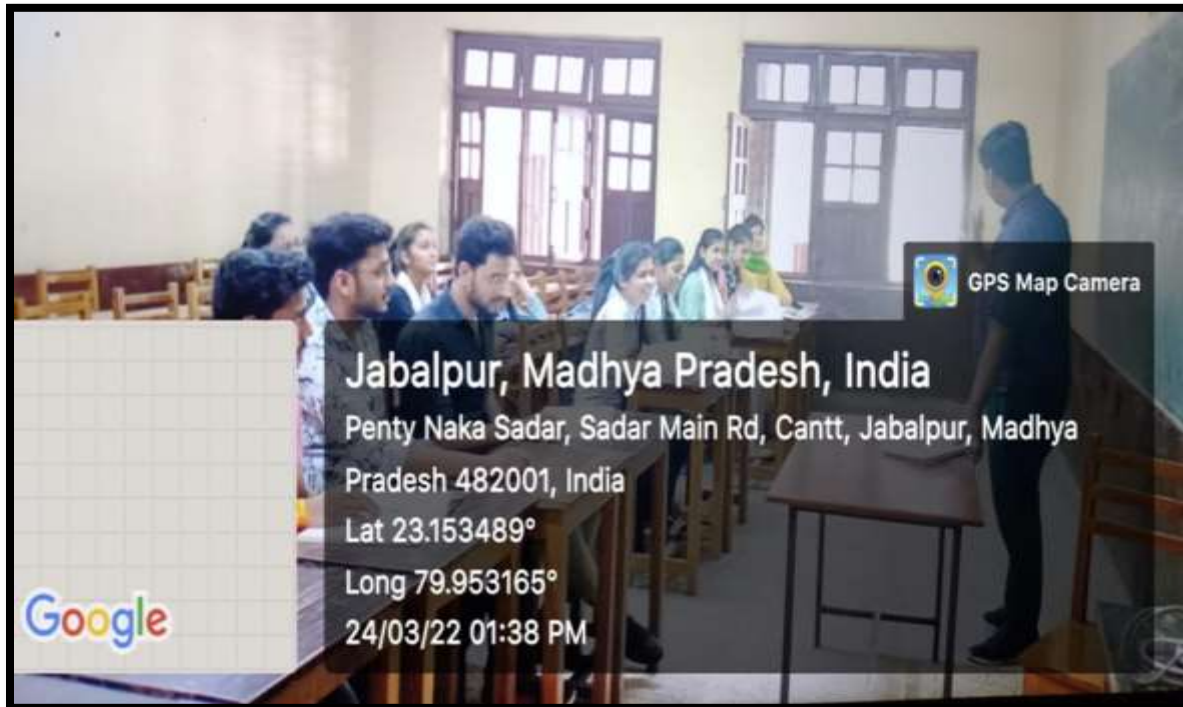 GPS Map Camera
Jabalpur, Madhya Pradesh, India
Penty Naka Sadar, Sadar Main Rd, Cantt, Jabalpur, Madhya
Pradesh 482001, India
Lat 23.153489°
Long 79.953165°
24/03/22 01:38 PM
Google